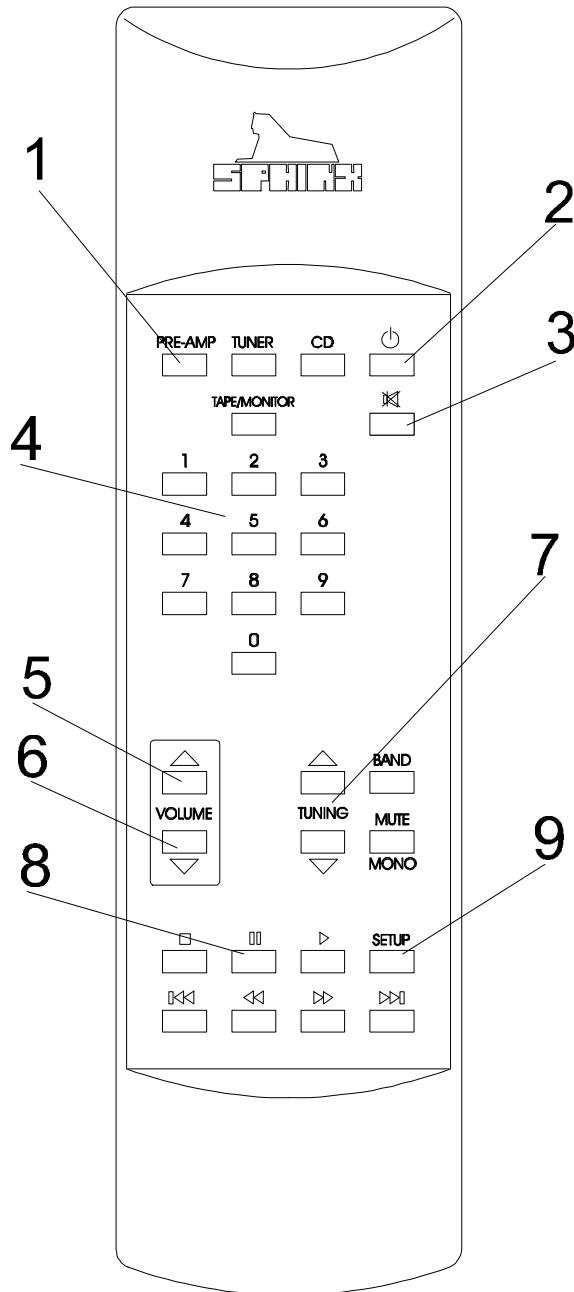 1
SPHINX
2
3
PRE-AMP TUNER CD
TAPE/MONITOR
4
1 2 3
4 5 6
7 8 9
0
7
5
6
BAND
VOLUME TUNING MUTE
MONO
8
9
SETUP